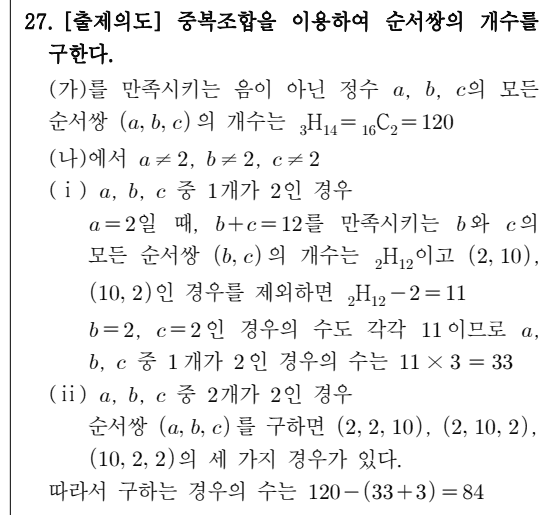 27. [출제의도] 중복조합을 이용하여 순서쌍의 개수를
구한다.
(가)를 만족시키는 음이 아닌 정수 a, b, c의 모든
순서쌍 (a, b, c)의 개수는 ₃H₁₄=₁₆C₂=120
(나)에서 a≠2, b≠2, c≠2
(ⅰ) a, b, c 중 1개가 2인 경우
a=2일 때, b+c=12를 만족시키는 b와 c의
모든 순서쌍 (b, c)의 개수는 ₂H₁₂이고 (2, 10),
(10, 2)인 경우를 제외하면 ₂H₁₂-2=11
b=2, c=2인 경우의 수도 각각 11이므로 a,
b, c 중 1개가 2인 경우의 수는 11×3=33
(ⅱ) a, b, c 중 2개가 2인 경우
순서쌍 (a, b, c)를 구하면 (2, 2, 10), (2, 10, 2),
(10, 2, 2)의 세 가지 경우가 있다.
따라서 구하는 경우의 수는 120-(33+3)=84